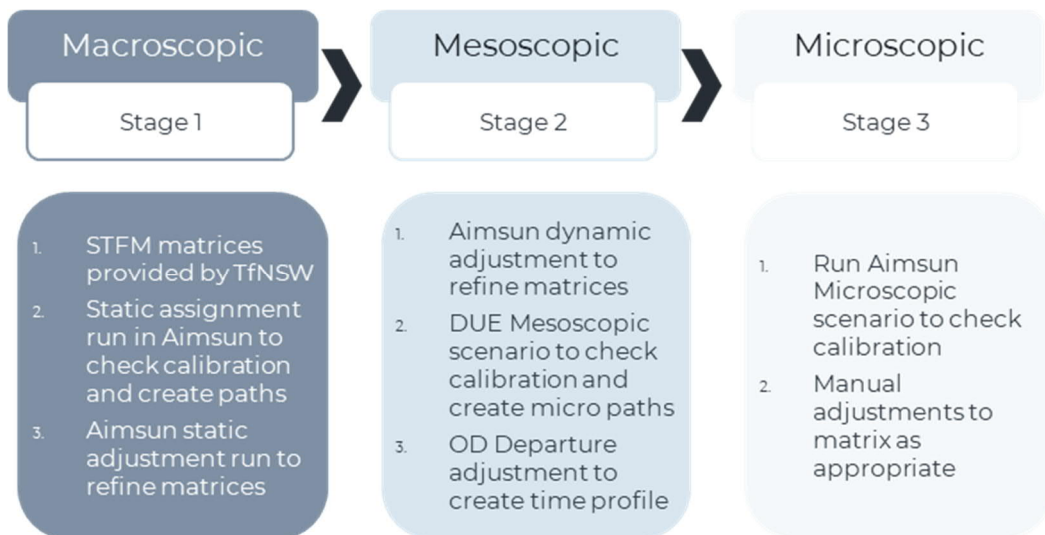 Macroscopic
Stage 1
Mesoscopic
Stage 2
Microscopic
Stage 3
1. STFM matrices
provided by TfNSW
2. Static assignment
run in Aimsun to
check calibration
and create paths
3. Aimsun static
adjustment run to
refine matrices
1. Aimsun dynamic
adjustment to
refine matrices
2. DUE Mesoscopic
scenario to check
calibration and
create micro paths
3. OD Departure
adjustment to
create time profile
1. Run Aimsun
Microscopic
scenario to check
calibration
2. Manual
adjustments to
matrix as
appropriate